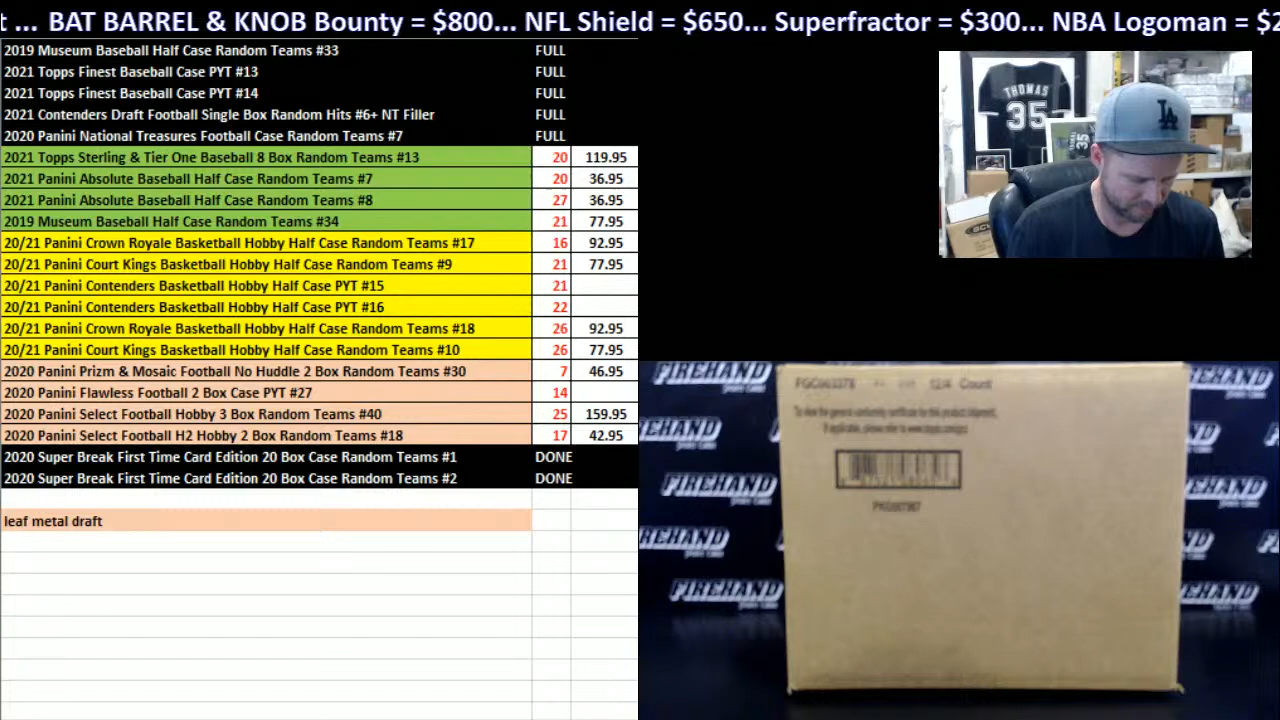 t ... BAT BARREL & KNOB Bounty = $800... NFL Shield = $650... Superfractor = $300... NBA Logoman = $2
2019 Museum Baseball Half Case Random Teams #33 FULL
2021 Topps Finest Baseball Case PYT #13 FULL
2021 Topps Finest Baseball Case PYT #14 FULL
2021 Contenders Draft Football Single Box Random Hits #6+ NT Filler FULL
2020 Panini National Treasures Football Case Random Teams #7 FULL
2021 Topps Sterling & Tier One Baseball 8 Box Random Teams #13 20 119.95
2021 Panini Absolute Baseball Half Case Random Teams #7 20 36.95
2021 Panini Absolute Baseball Half Case Random Teams #8 27 36.95
2019 Museum Baseball Half Case Random Teams #34 21 77.95
20/21 Panini Crown Royale Basketball Hobby Half Case Random Teams #17 16 92.95
20/21 Panini Court Kings Basketball Hobby Half Case Random Teams #9 21 77.95
20/21 Panini Contenders Basketball Hobby Half Case PYT #15 21
20/21 Panini Contenders Basketball Hobby Half Case PYT #16 22
20/21 Panini Crown Royale Basketball Hobby Half Case Random Teams #18 26 92.95
20/21 Panini Court Kings Basketball Hobby Half Case Random Teams #10 26 77.95
2020 Panini Prizm & Mosaic Football No Huddle 2 Box Random Teams #30 7 46.95
2020 Panini Flawless Football 2 Box Case PYT #27 14
2020 Panini Select Football Hobby 3 Box Random Teams #40 25 159.95
2020 Panini Select Football H2 Hobby 2 Box Random Teams #18 17 42.95
2020 Super Break First Time Card Edition 20 Box Case Random Teams #1 DONE
2020 Super Break First Time Card Edition 20 Box Case Random Teams #2 DONE
leaf metal draft
THOMAS
35
35
LA
12/4 Count
FIREHAND
FIREHAND
FIREHAND
FIREHAND
FIREHAND
FIREHAND